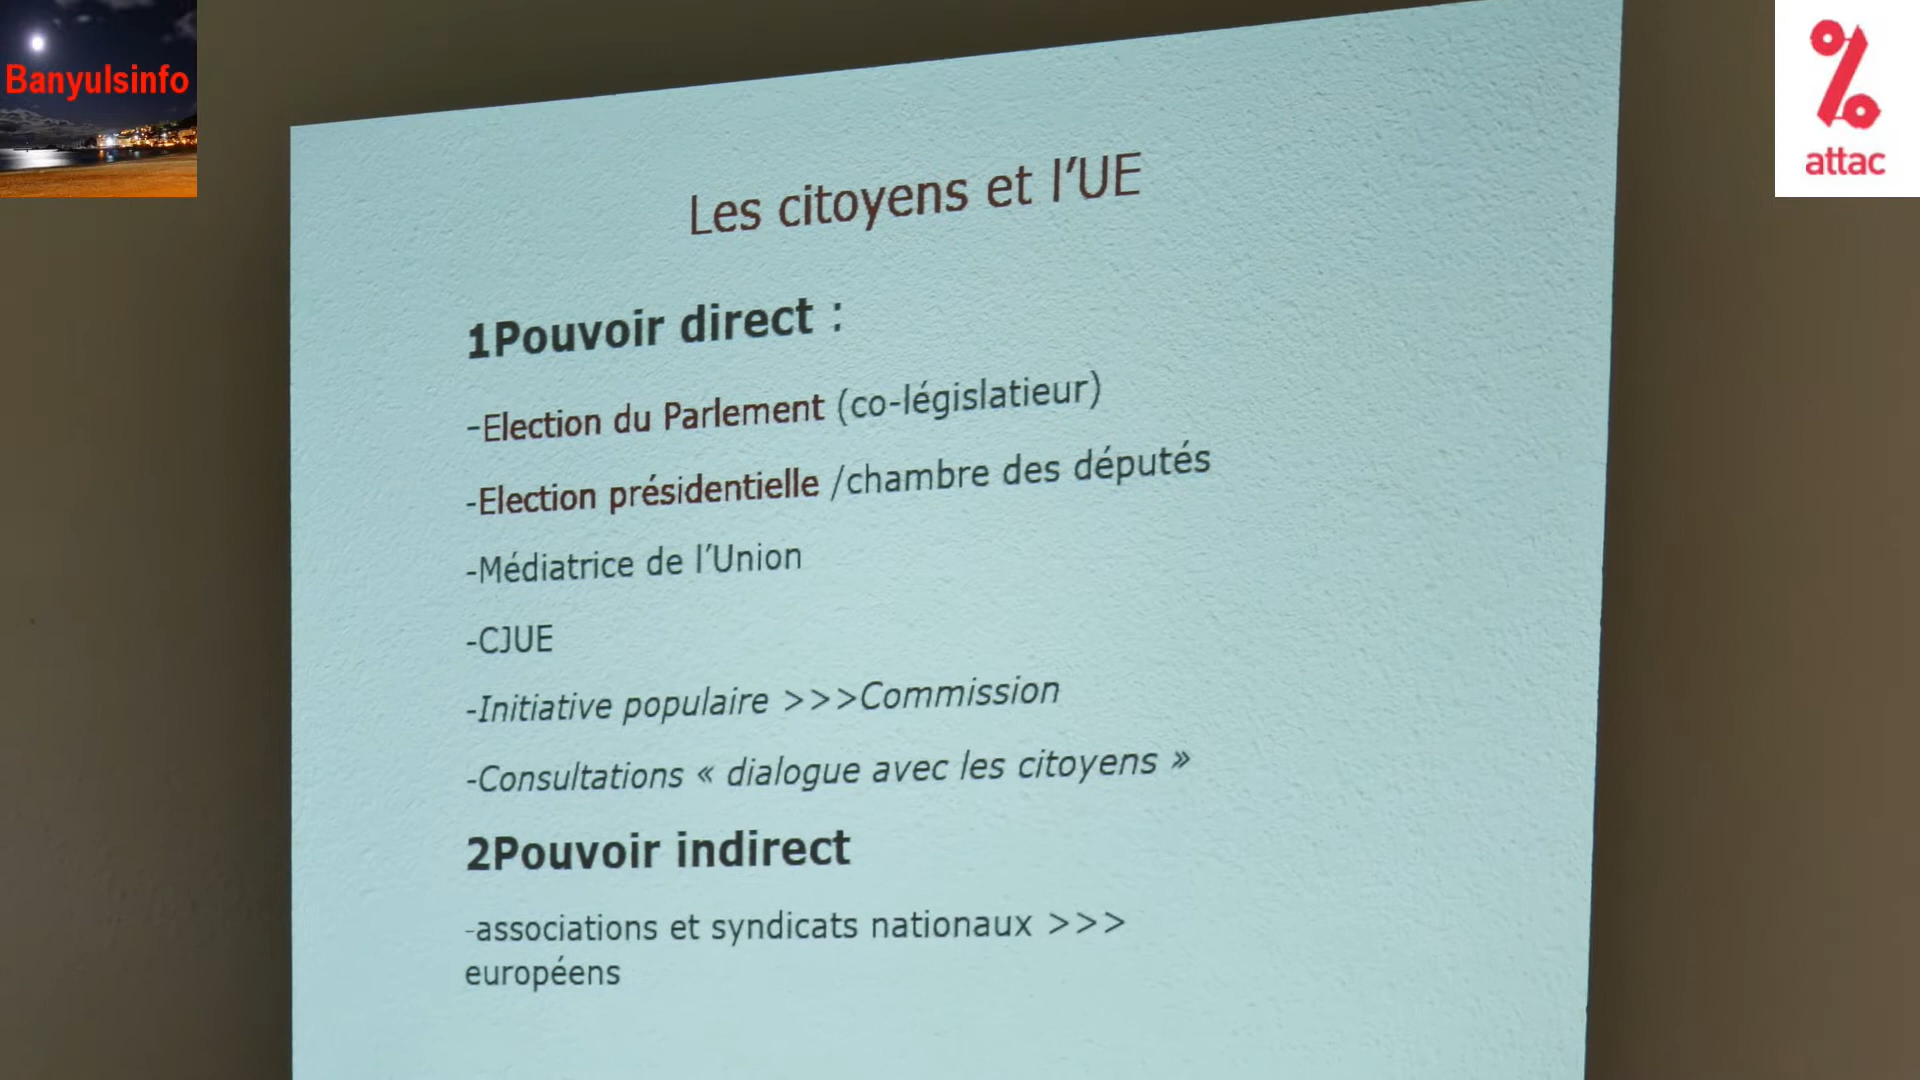 Banyulsinfo
attac
Les citoyens et l’UE
1Pouvoir direct :
-Election du Parlement (co-législatieur)
-Election présidentielle /chambre des députés
-Médiatrice de l’Union
-CJUE
-Initiative populaire >>>Commission
-Consultations « dialogue avec les citoyens »
2Pouvoir indirect
-associations et syndicats nationaux >>>
européens